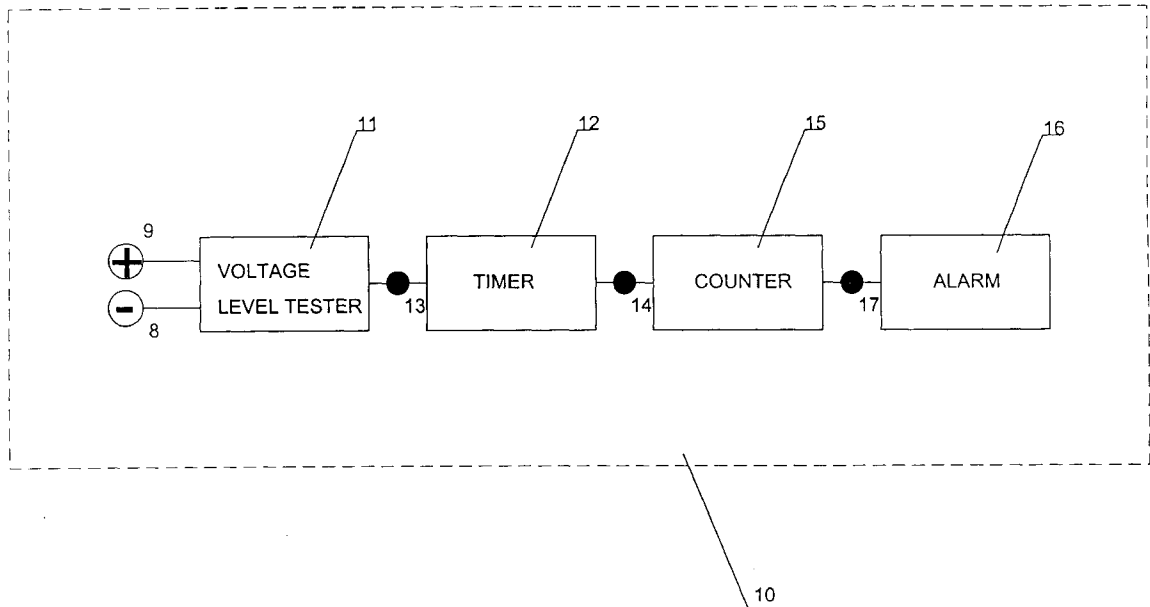 11
12
15
16
9
+
VOLTAGE
LEVEL TESTER
TIMER
COUNTER
ALARM
-
8
13
14
17
10